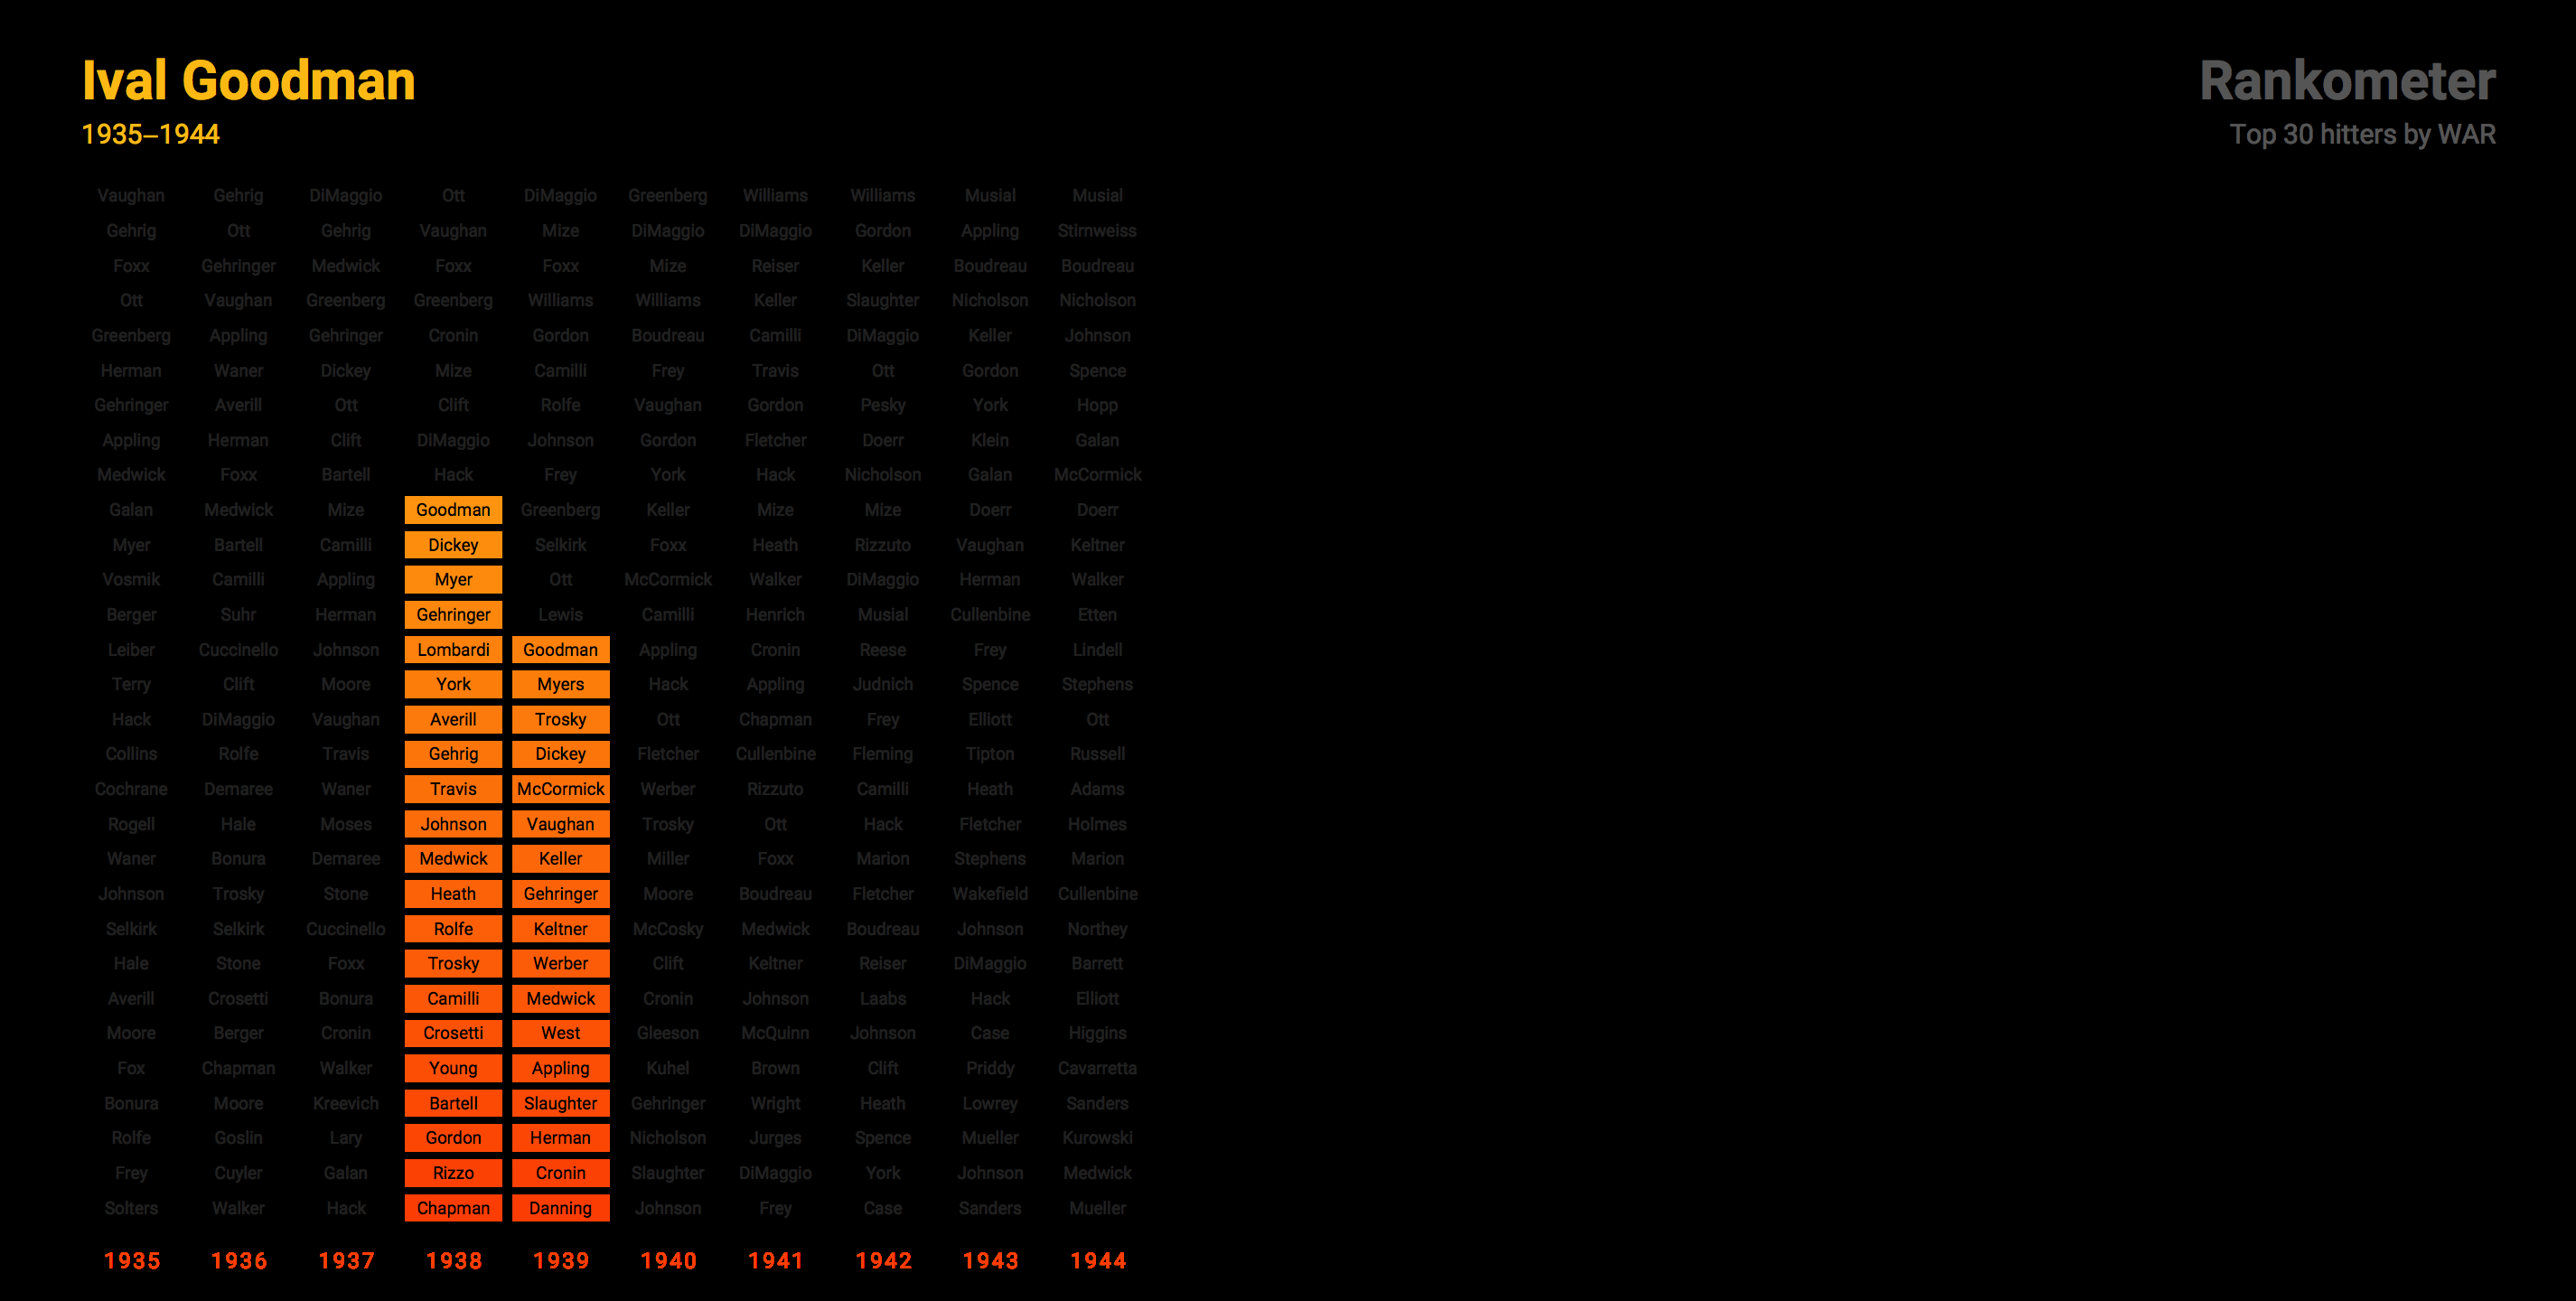 Ival Goodman
1935–1944
Rankometer
Top 30 hitters by WAR
Vaughan Gehrig DiMaggio Ott DiMaggio Greenberg Williams Williams Musial Musial
Gehrig Ott Gehrig Vaughan Mize DiMaggio DiMaggio Gordon Appling Stirnweiss
Foxx Gehringer Medwick Foxx Foxx Mize Reiser Keller Boudreau Boudreau
Ott Vaughan Greenberg Greenberg Williams Williams Keller Slaughter Nicholson Nicholson
Greenberg Appling Gehringer Cronin Gordon Boudreau Camilli DiMaggio Keller Johnson
Herman Waner Dickey Mize Camilli Frey Travis Ott Gordon Spence
Gehringer Averill Ott Clift Rolfe Vaughan Gordon Pesky York Hopp
Appling Herman Clift DiMaggio Johnson Gordon Fletcher Doerr Klein Galan
Medwick Foxx Bartell Hack Frey York Hack Nicholson Galan McCormick
Galan Medwick Mize Goodman Greenberg Keller Mize Mize Doerr Doerr
Myer Bartell Camilli Dickey Selkirk Foxx Heath Rizzuto Vaughan Keltner
Vosmik Camilli Appling Myer Ott McCormick Walker DiMaggio Herman Walker
Berger Suhr Herman Gehringer Lewis Camilli Henrich Musial Cullenbine Etten
Leiber Cuccinello Johnson Lombardi Goodman Appling Cronin Reese Frey Lindell
Terry Clift Moore York Myers Hack Appling Judnich Spence Stephens
Hack DiMaggio Vaughan Averill Trosky Ott Chapman Frey Elliott Ott
Collins Rolfe Travis Gehrig Dickey Fletcher Cullenbine Fleming Tipton Russell
Cochrane Demaree Waner Travis McCormick Werber Rizzuto Camilli Heath Adams
Rogell Hale Moses Johnson Vaughan Trosky Ott Hack Fletcher Holmes
Waner Bonura Demaree Medwick Keller Miller Foxx Marion Stephens Marion
Johnson Trosky Stone Heath Gehringer Moore Boudreau Fletcher Wakefield Cullenbine
Selkirk Selkirk Cuccinello Rolfe Keltner McCosky Medwick Boudreau Johnson Northey
Hale Stone Foxx Trosky Werber Clift Keltner Reiser DiMaggio Barrett
Averill Crosetti Bonura Camilli Medwick Cronin Johnson Laabs Hack Elliott
Moore Berger Cronin Crosetti West Gleeson McQuinn Johnson Case Higgins
Fox Chapman Walker Young Appling Kuhel Brown Clift Priddy Cavarretta
Bonura Moore Kreevich Bartell Slaughter Gehringer Wright Heath Lowrey Sanders
Rolfe Goslin Lary Gordon Herman Nicholson Jurges Spence Mueller Kurowski
Frey Cuyler Galan Rizzo Cronin Slaughter DiMaggio York Johnson Medwick
Solters Walker Hack Chapman Danning Johnson Frey Case Sanders Mueller
1935 1936 1937 1938 1939 1940 1941 1942 1943 1944